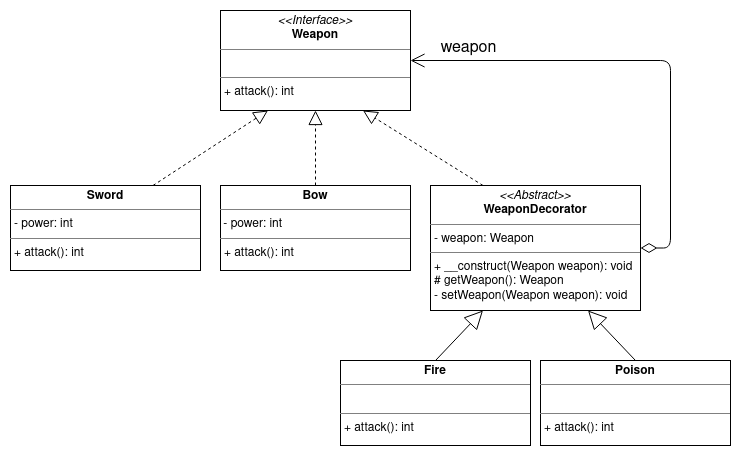 <<Interface>>
Weapon
weapon
+ attack(): int
Sword
- power: int
+ attack(): int
Bow
- power: int
+ attack(): int
<<Abstract>>
WeaponDecorator
- weapon: Weapon
+ __construct(Weapon weapon): void
# getWeapon(): Weapon
- setWeapon(Weapon weapon): void
Fire
+ attack(): int
Poison
+ attack(): int